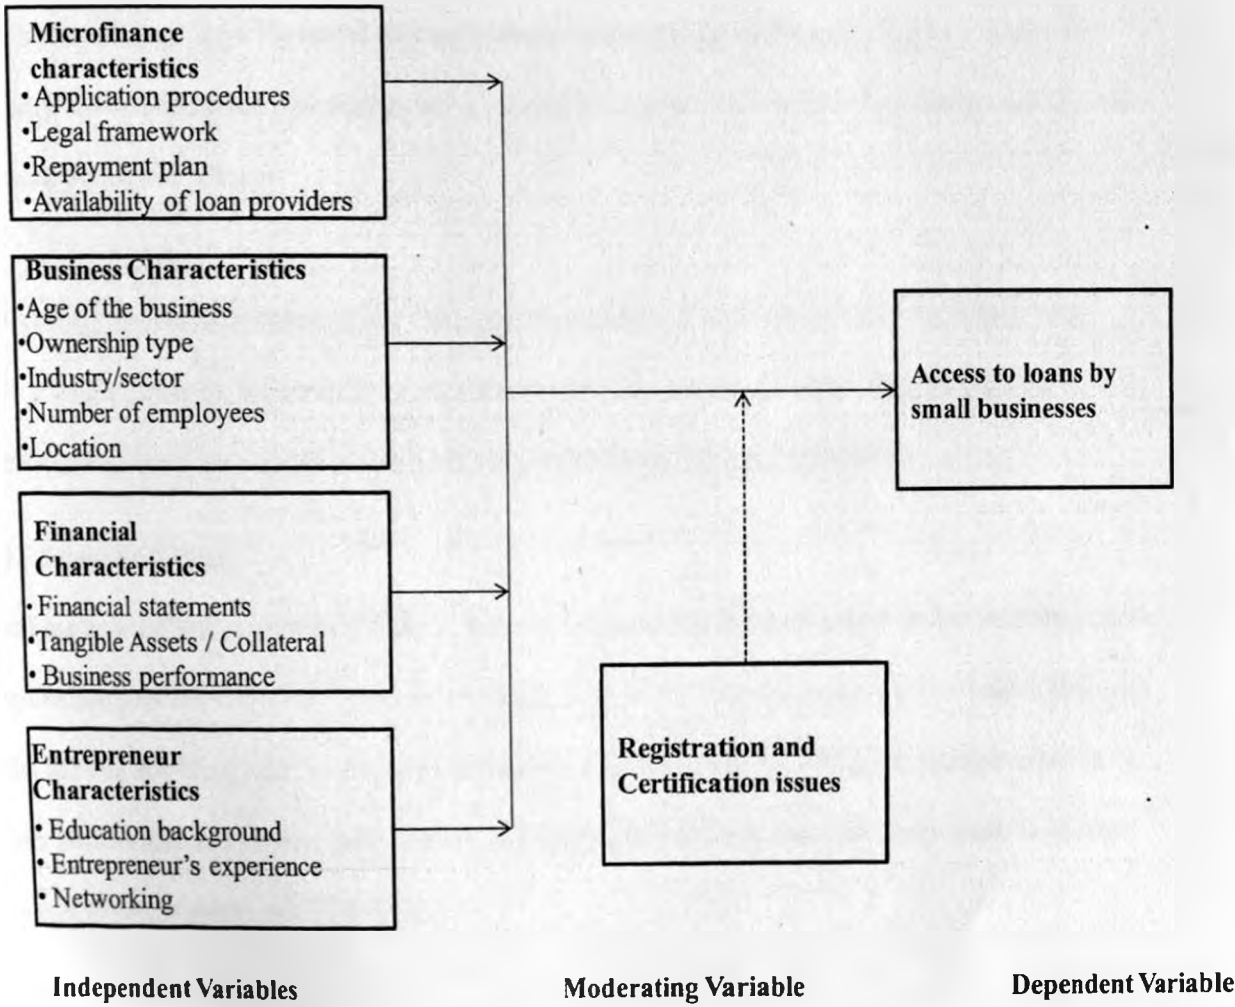 Microfinance
characteristics
• Application procedures
•Legal framework
•Repayment plan
•Availability of loan providers
Business Characteristics
•Age of the business
•Ownership type
•Industry/sector
•Number of employees
•Location
Financial
Characteristics
• Financial statements
•Tangible Assets / Collateral
• Business performance
Entrepreneur
Characteristics
• Education background
• Entrepreneur's experience
• Networking
Access to loans by
small businesses
Registration and
Certification issues
Independent Variables
Moderating Variable
Dependent Variable